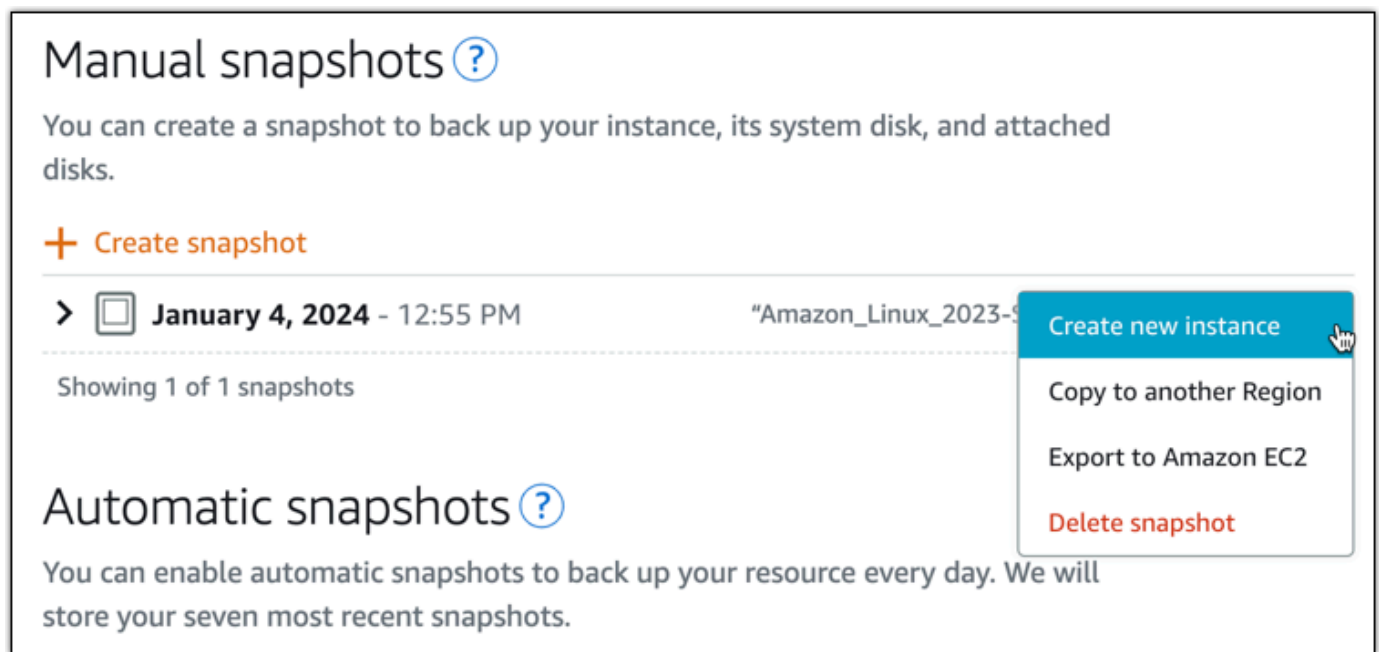 Manual snapshots ?
You can create a snapshot to back up your instance, its system disk, and attached
disks.
+ Create snapshot
January 4, 2024 - 12:55 PM
"Amazon_Linux_2023-
Create new instance
Copy to another Region
Export to Amazon EC2
Delete snapshot
Showing 1 of 1 snapshots
Automatic snapshots ?
You can enable automatic snapshots to back up your resource every day. We will
store your seven most recent snapshots.